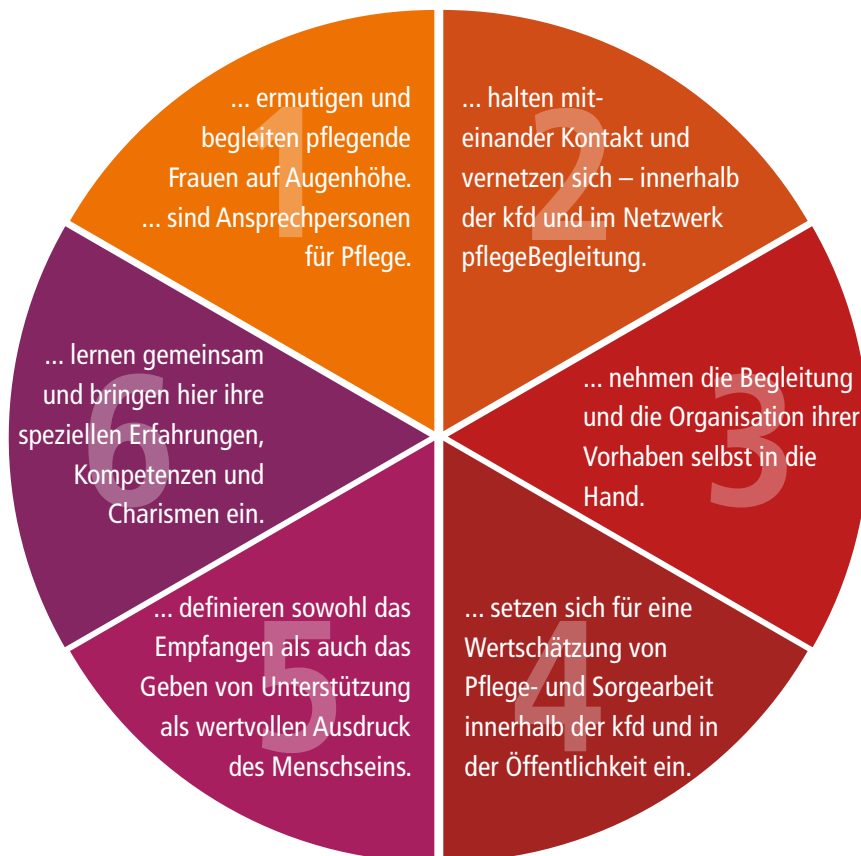 1
... ermutigen und
begleiten pflegende
Frauen auf Augenhöhe.
... sind Ansprechpersonen
für Pflege.
2
... halten mit-
einander Kontakt und
vernetzen sich – innerhalb
der kfd und im Netzwerk
pflegeBegleitung.
3
... nehmen die Begleitung
und die Organisation ihrer
Vorhaben selbst in die
Hand.
4
... setzen sich für eine
Wertschätzung von
Pflege- und Sorgearbeit
innerhalb der kfd und in
der Öffentlichkeit ein.
5
... definieren sowohl das
Empfangen als auch das
Geben von Unterstützung
als wertvollen Ausdruck
des Menschseins.
6
... lernen gemeinsam
und bringen hier ihre
speziellen Erfahrungen,
Kompetenzen und
Charismen ein.